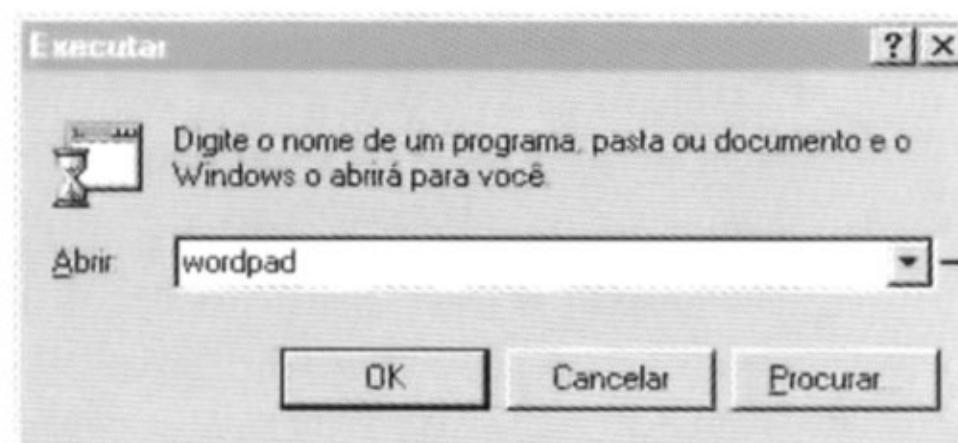 Executar
Digite o nome de um programa, pasta ou documento e o
Windows o abrirá para você.
Abrir:
wordpad
OK Cancelar Procurar...